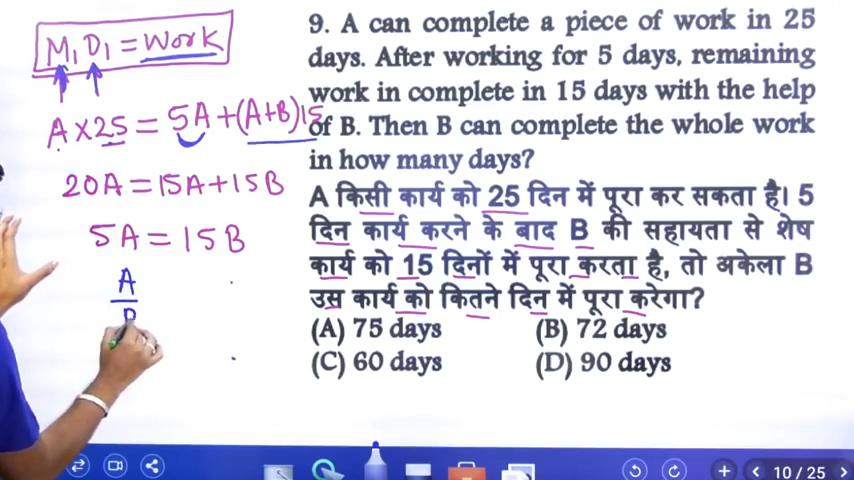 M₁D₁ = Work
A × 25 = 5A + (A+B)15
20A = 15A + 15B
5A = 15B
A
9. A can complete a piece of work in 25
days. After working for 5 days, remaining
work in complete in 15 days with the help
of B. Then B can complete the whole work
in how many days?
A किसी कार्य को 25 दिन में पूरा कर सकता है। 5
दिन कार्य करने के बाद B की सहायता से शेष
कार्य को 15 दिनों में पूरा करता है, तो अकेला B
उस कार्य को कितने दिन में पूरा करेगा?
(A) 75 days (B) 72 days
(C) 60 days (D) 90 days
10 / 25